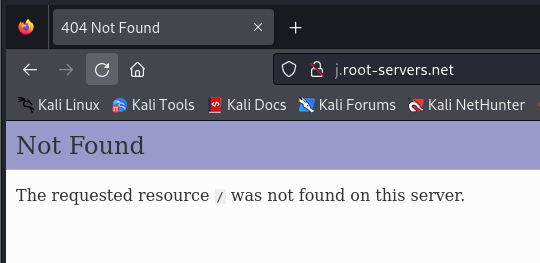 404 Not Found
j.root-servers.net
Kali Linux Kali Tools Kali Docs Kali Forums Kali NetHunter
Not Found
The requested resource / was not found on this server.